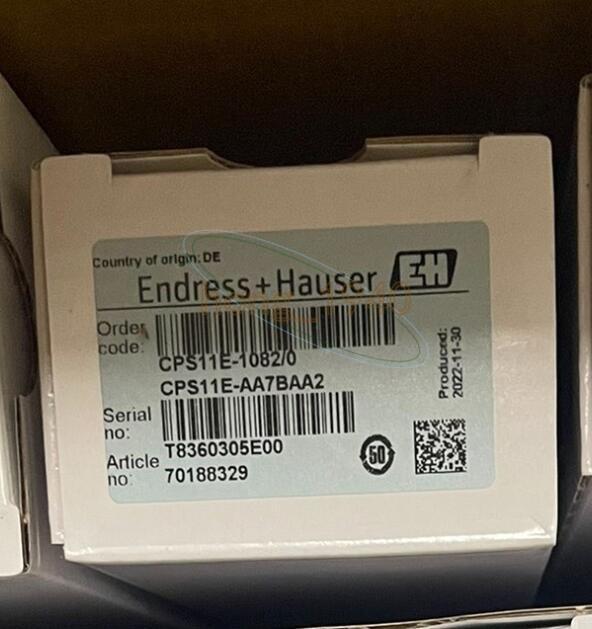 Country of origin: DE
Endress+Hauser EH
Order code:
CPS11E-1082/0
CPS11E-AA7BAA2
Serial no:
T8360305E00
Article no:
70188329
50
Produced:
2022-11-30